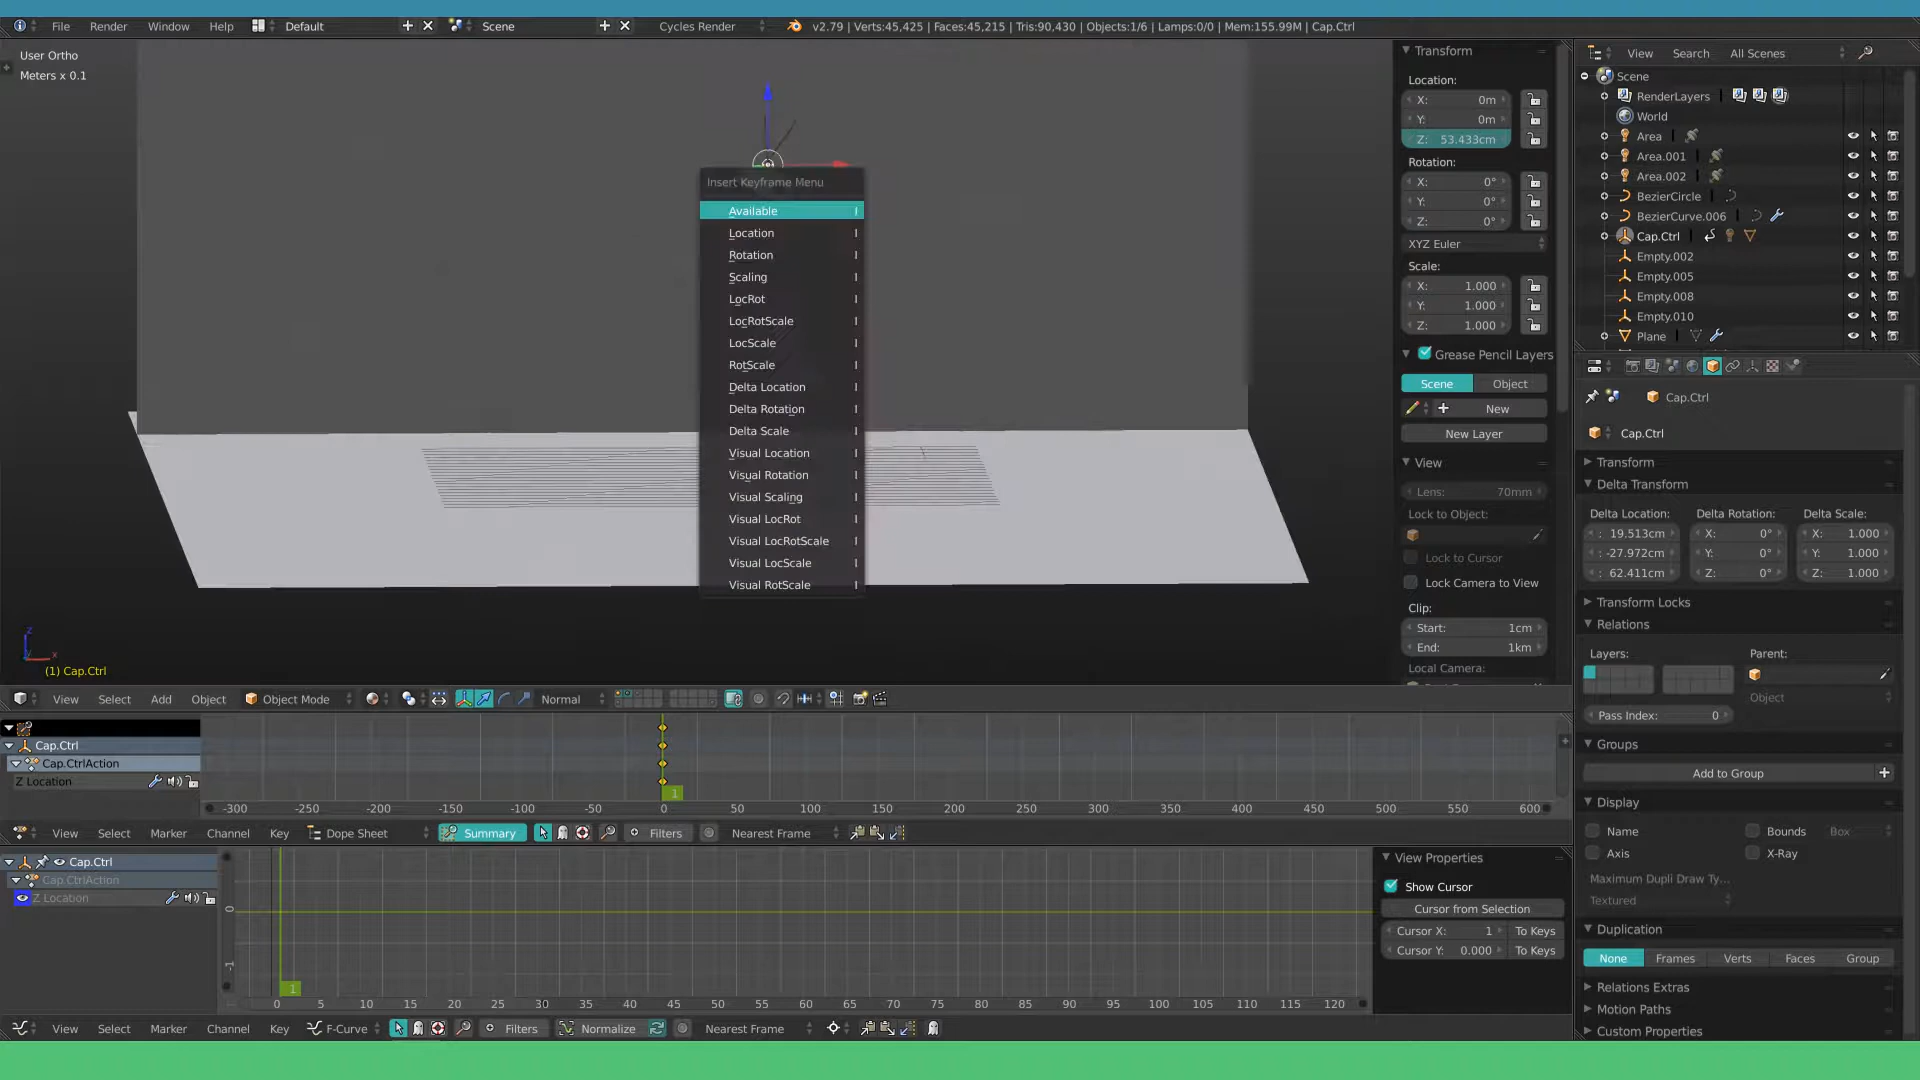 File Render Window Help Default Scene Cycles Render v2.79 | Verts:45,425 | Faces:45,215 | Tris:90,430 | Objects:1/6 | Lamps:0/0 | Mem:155.99M | Cap.Ctrl
User Ortho
Meters x 0.1
Insert Keyframe Menu
Available I
Location I
Rotation I
Scaling I
LocRot I
LocRotScale I
LocScale I
RotScale I
Delta Location I
Delta Rotation I
Delta Scale I
Visual Location I
Visual Rotation I
Visual Scaling I
Visual LocRot I
Visual LocRotScale I
Visual LocScale I
Visual RotScale I
z
x
(1) Cap.Ctrl
Transform
Location:
X: 0m
Y: 0m
Z: 53.433cm
Rotation:
X: 0°
Y: 0°
Z: 0°
XYZ Euler
Scale:
X: 1.000
Y: 1.000
Z: 1.000
Grease Pencil Layers
Scene Object
New
New Layer
View
Lens: 70mm
Lock to Object:
Lock to Cursor
Lock Camera to View
Clip:
Start: 1cm
End: 1km
Local Camera:
View Search All Scenes
Scene
RenderLayers
World
Area
Area.001
Area.002
BezierCircle
BezierCurve.006
Cap.Ctrl
Empty.002
Empty.005
Empty.008
Empty.010
Plane
Cap.Ctrl
Cap.Ctrl
Transform
Delta Transform
Delta Location: Delta Rotation: Delta Scale:
: 19.513cm X: 0° X: 1.000
: -27.972cm Y: 0° Y: 1.000
: 62.411cm Z: 0° Z: 1.000
Transform Locks
Relations
Layers: Parent:
Object
Pass Index: 0
Groups
Add to Group
Display
Name Bounds Box
Axis X-Ray
Maximum Dupli Draw Ty...
Textured
Duplication
None Frames Verts Faces Group
Relations Extras
Motion Paths
Custom Properties
View Select Add Object Object Mode Normal
Cap.Ctrl
Cap.CtrlAction
Z Location
1
-300 -250 -200 -150 -100 -50 0 50 100 150 200 250 300 350 400 450 500 550 600
View Select Marker Channel Key Dope Sheet Summary Filters Nearest Frame
Cap.Ctrl
Cap.CtrlAction
Z Location
0
-1
1
0 5 10 15 20 25 30 35 40 45 50 55 60 65 70 75 80 85 90 95 100 105 110 115 120
View Properties
Show Cursor
Cursor from Selection
Cursor X: 1 To Keys
Cursor Y: 0.000 To Keys
View Select Marker Channel Key F-Curve Filters Normalize Nearest Frame